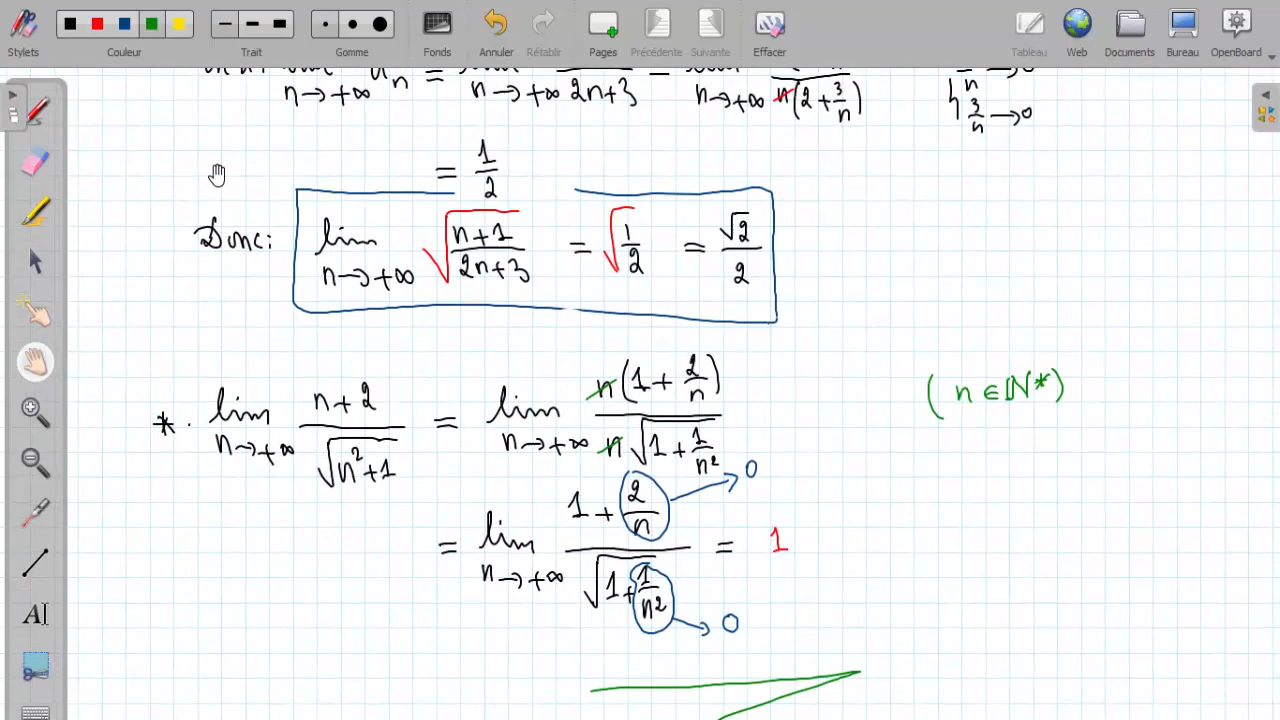 Stylets Couleur Trait Gomme Fonds Annuler Rétablir Pages Précédente Suivante Effacer Tableau Web Documents Bureau OpenBoard
n→+∞ n = n→+∞ 2n+3 = n→+∞ n(2+3/n) n→0
3/n→0
= 1/2
Donc: lim n→+∞ √((n+1)/(2n+3)) = √(1/2) = √2/2
*. lim n→+∞ (n+2)/√(n²+1) = lim n→+∞ n(1+2/n)/(n√(1+1/n²)) (n∈ℕ*)
= lim n→+∞ (1+2/n)/√(1+1/n²) = 1
→0
→0
AI